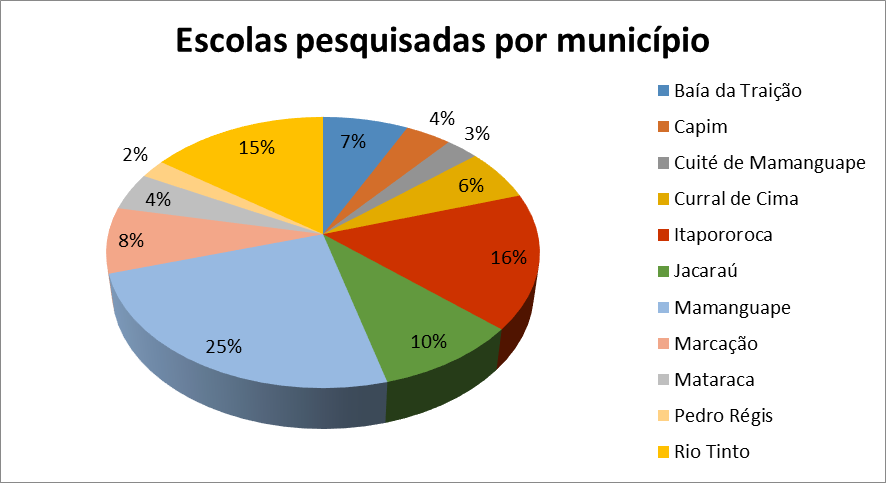 Escolas pesquisadas por município
7%
4%
3%
6%
16%
10%
25%
8%
4%
2%
15%
Baía da Traição
Capim
Cuité de Mamanguape
Curral de Cima
Itapororoca
Jacaraú
Mamanguape
Marcação
Mataraca
Pedro Régis
Rio Tinto